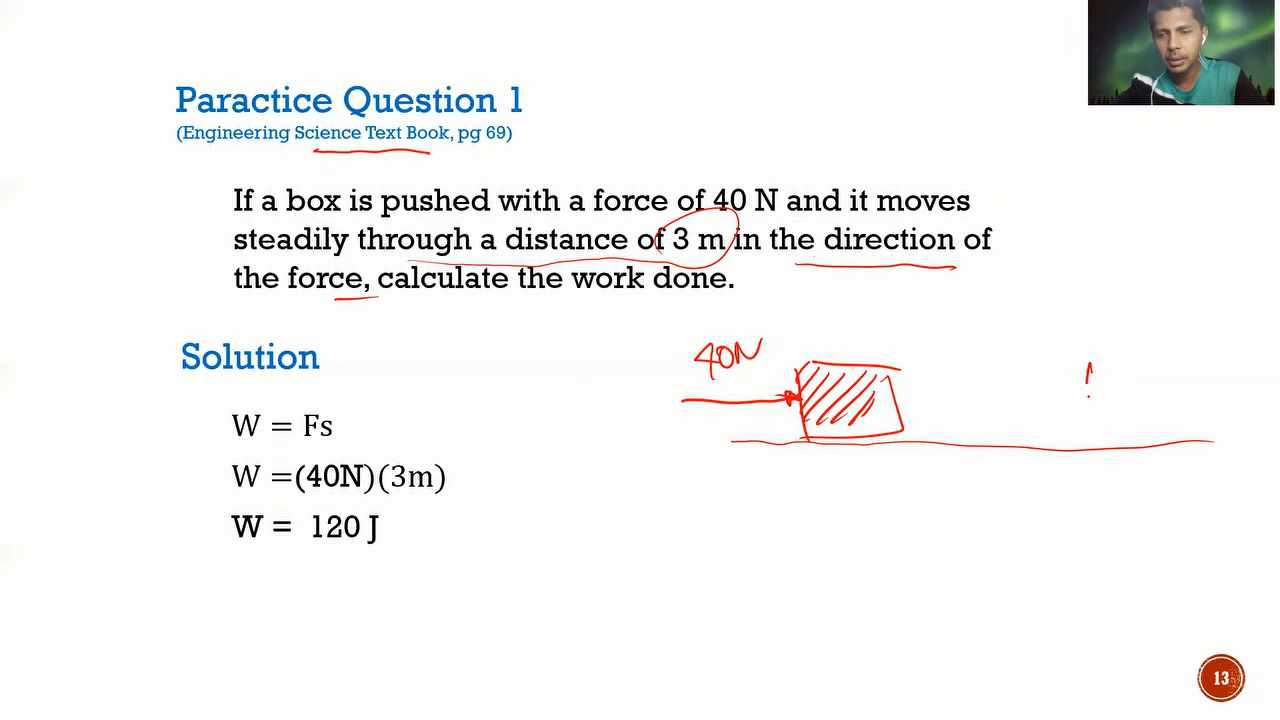 Paractice Question 1
(Engineering Science Text Book, pg 69)
If a box is pushed with a force of 40 N and it moves
steadily through a distance of 3 m in the direction of
the force, calculate the work done.
Solution
40N
W = Fs
W =(40N)(3m)
W = 120 J
13